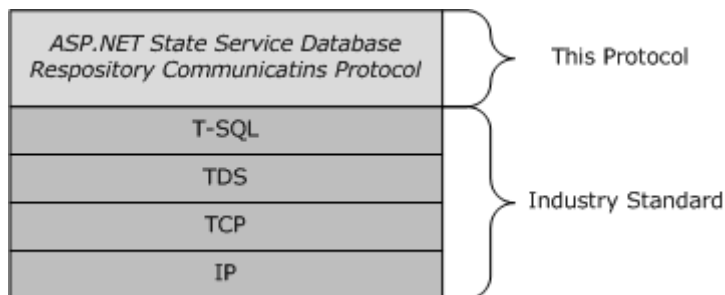 ASP.NET State Service Database
Respository Communicatins Protocol
This Protocol
T-SQL
TDS
TCP
IP
Industry Standard